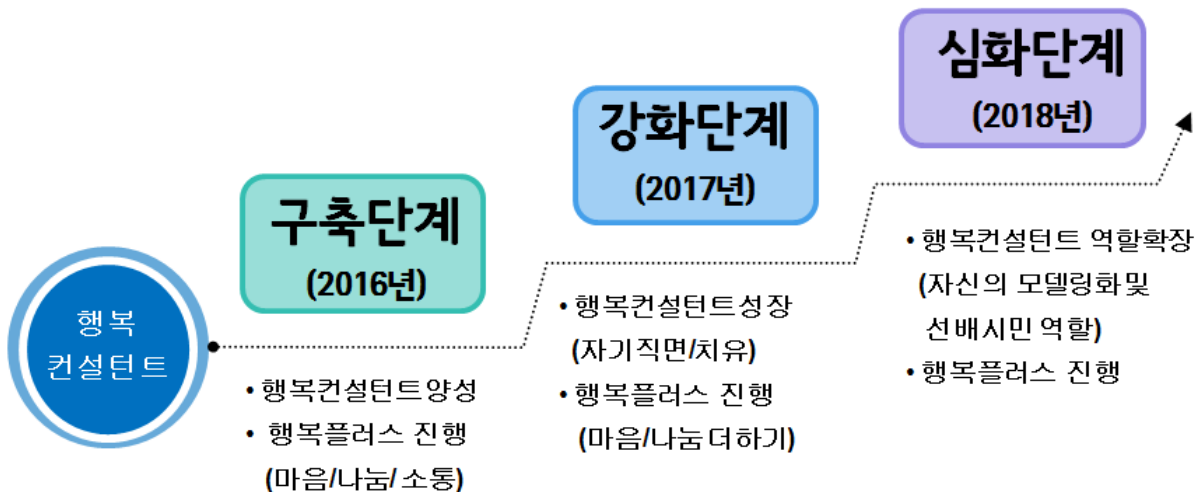 행복
컨설턴트
구축단계
(2016년)
• 행복컨설턴트양성
• 행복플러스 진행
(마음/나눔/ 소통)
강화단계
(2017년)
• 행복컨설턴트성장
(자기직면/치유)
• 행복플러스 진행
(마음/나눔 더하기)
심화단계
(2018년)
• 행복컨설턴트 역할확장
(자신의 모델링화및
선배시민 역할)
• 행복플러스 진행